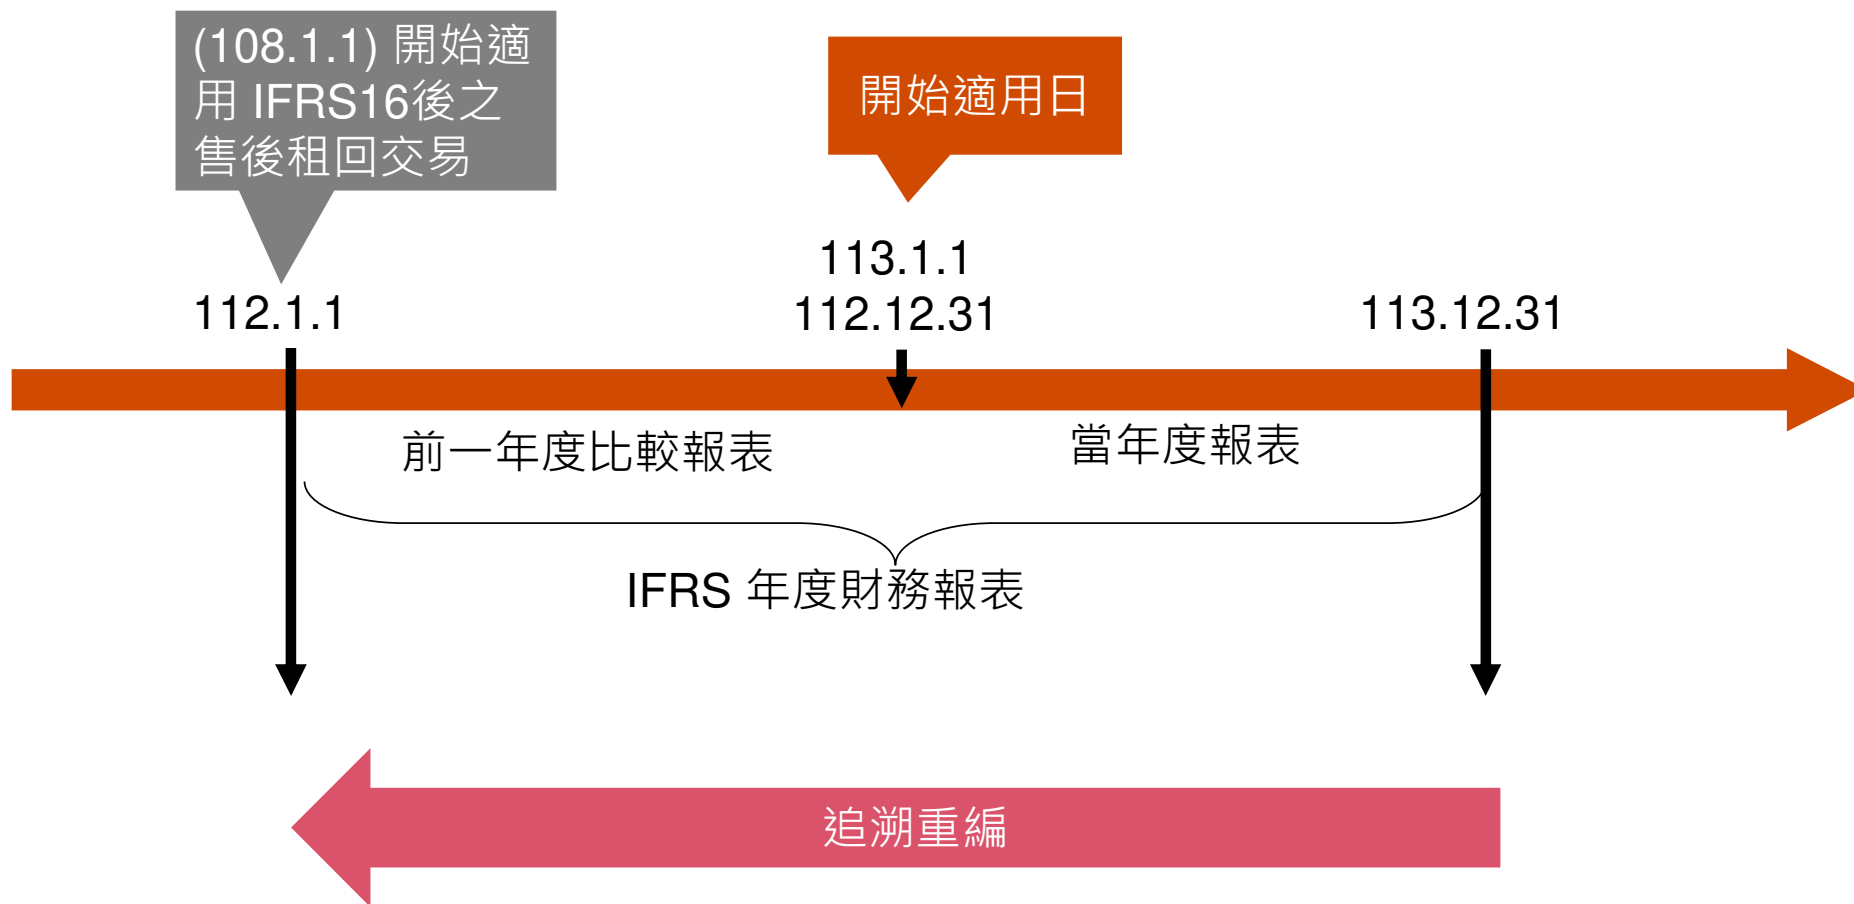 (108.1.1) 開始適
用 IFRS16後之
售後租回交易
開始適用日
113.1.1
112.1.1
112.12.31
113.12.31
前一年度比較報表
當年度報表
IFRS 年度財務報表
追溯重編